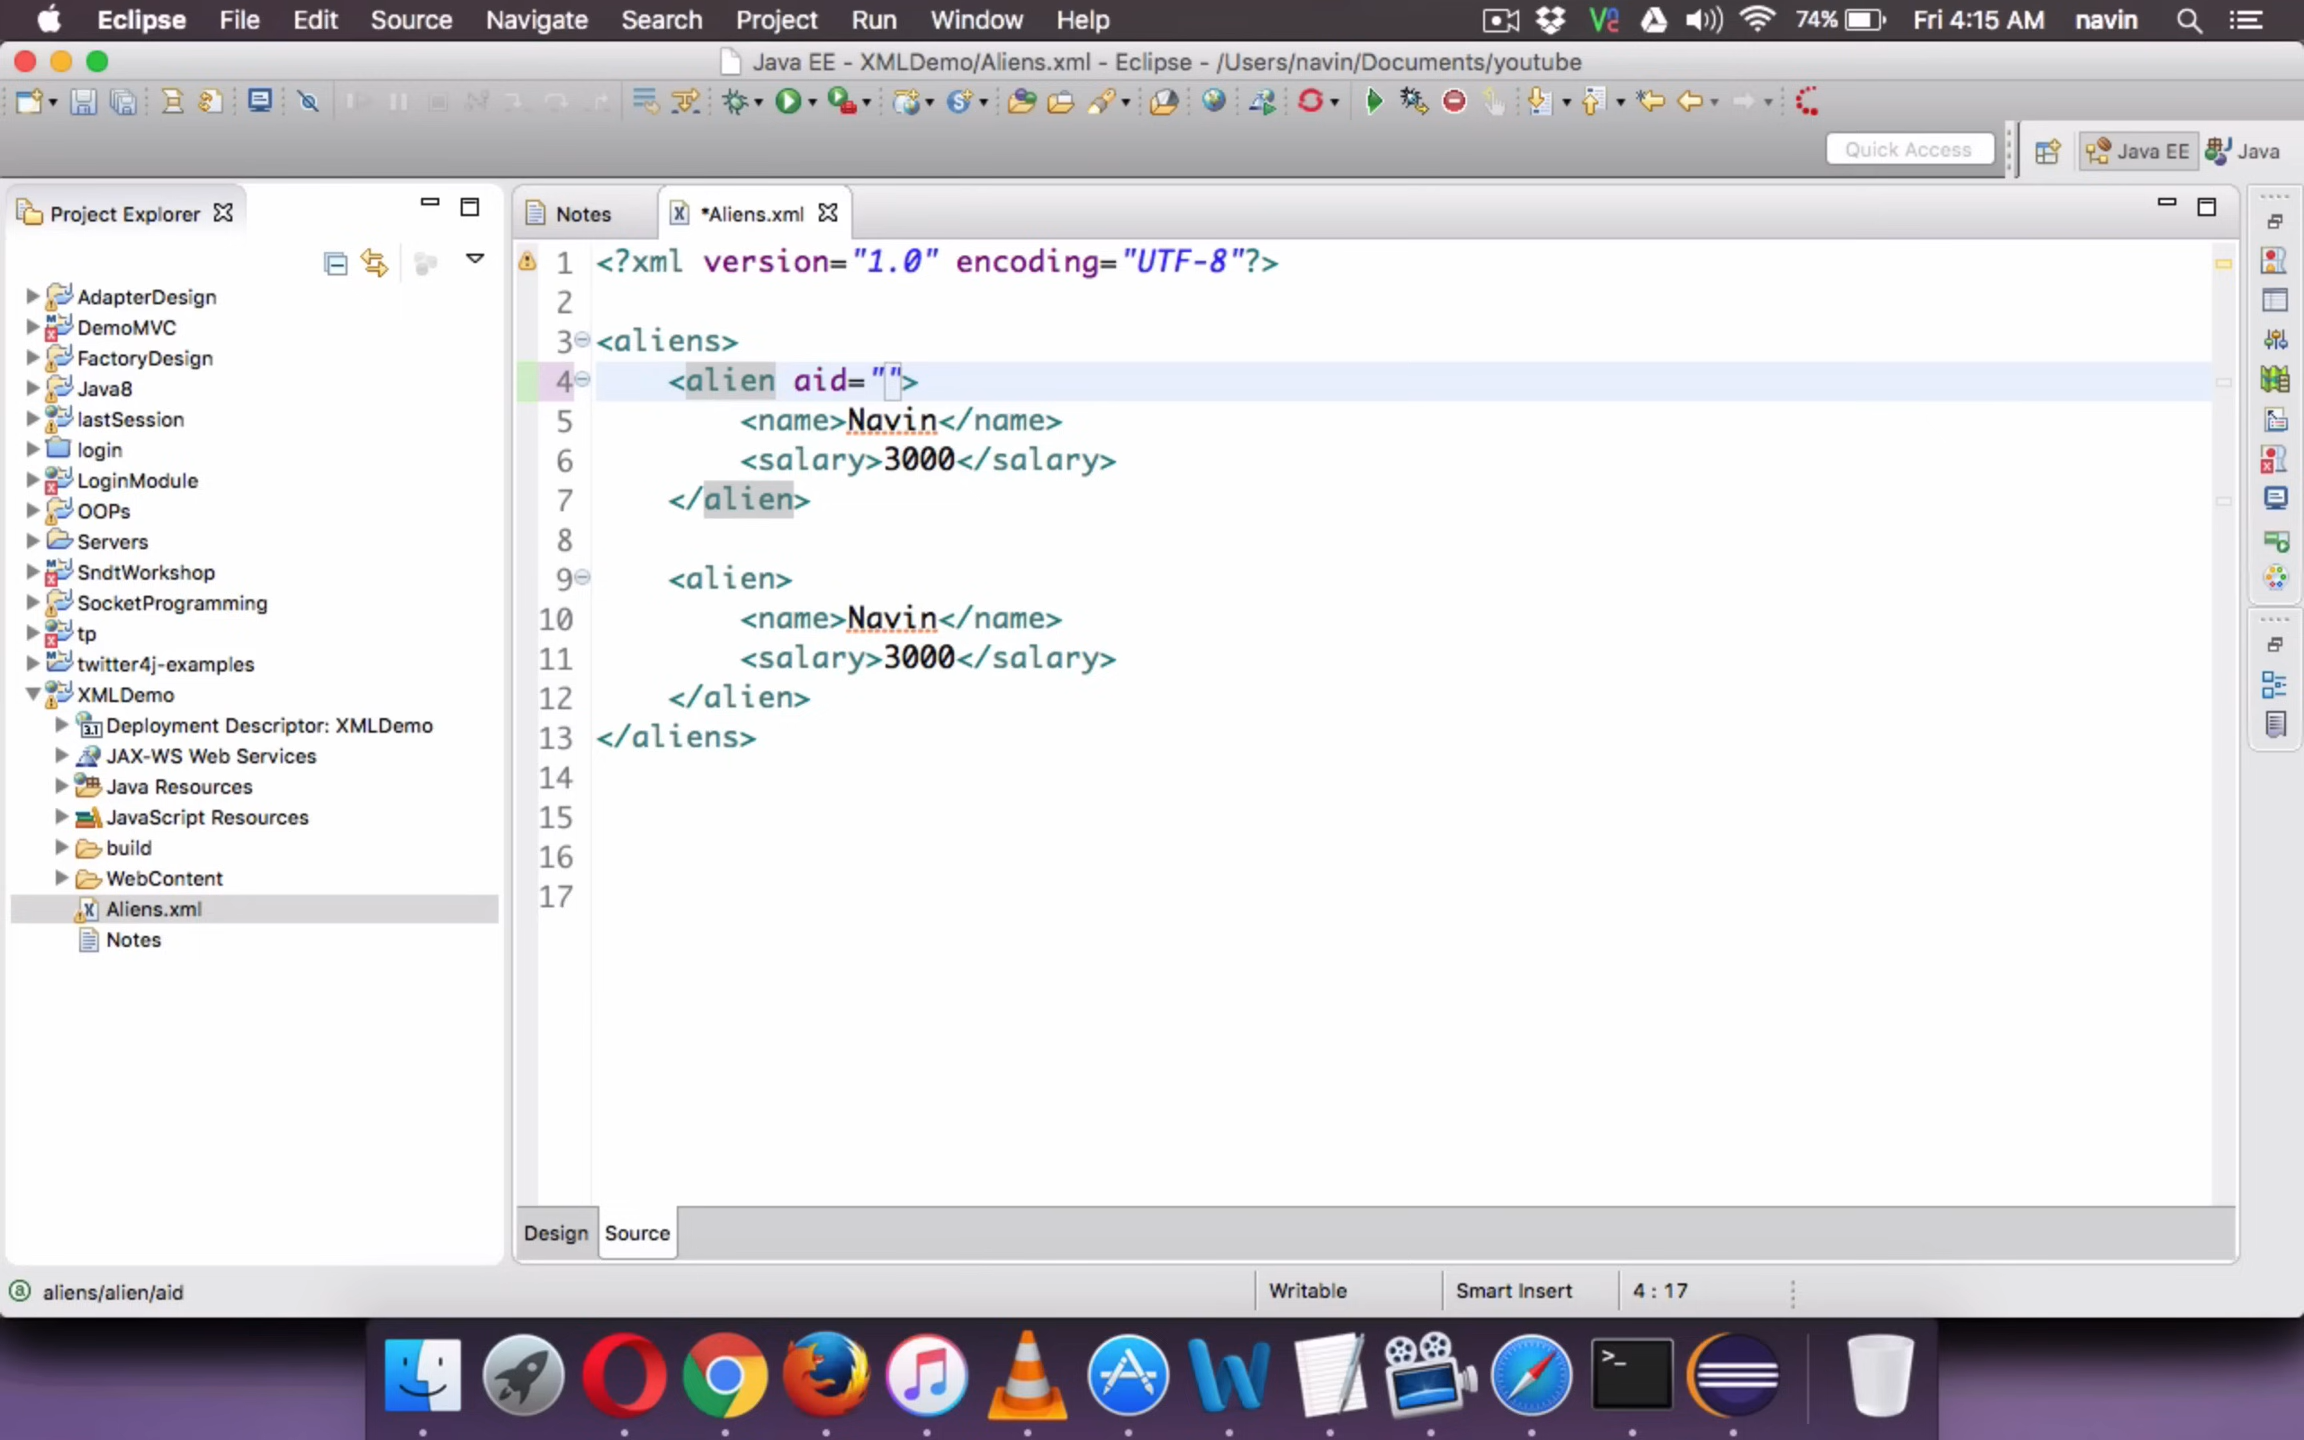 Eclipse File Edit Source Navigate Search Project Run Window Help 74% Fri 4:15 AM navin
Java EE - XMLDemo/Aliens.xml - Eclipse - /Users/navin/Documents/youtube
Quick Access Java EE Java
Project Explorer
AdapterDesign
DemoMVC
FactoryDesign
Java8
lastSession
login
LoginModule
OOPs
Servers
SndtWorkshop
SocketProgramming
tp
twitter4j-examples
XMLDemo
Deployment Descriptor: XMLDemo
JAX-WS Web Services
Java Resources
JavaScript Resources
build
WebContent
Aliens.xml
Notes
Notes *Aliens.xml
1 <?xml version="1.0" encoding="UTF-8"?>
2
3 <aliens>
4 <alien aid="">
5 <name>Navin</name>
6 <salary>3000</salary>
7 </alien>
8
9 <alien>
10 <name>Navin</name>
11 <salary>3000</salary>
12 </alien>
13 </aliens>
14
15
16
17
Design Source
aliens/alien/aid Writable Smart Insert 4 : 17